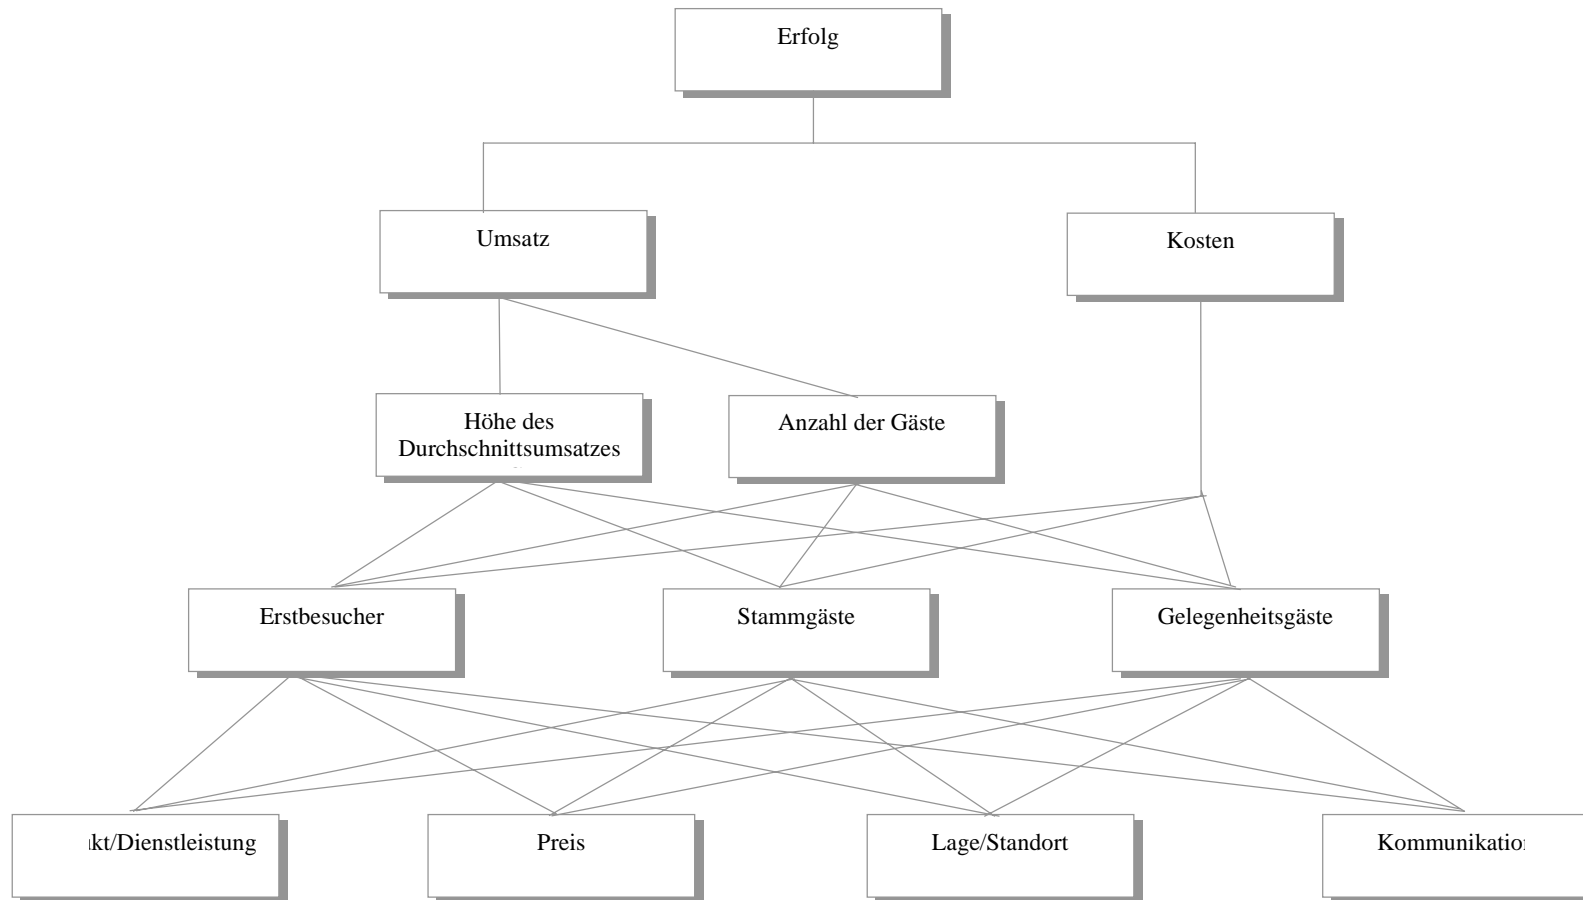 Erfolg
Umsatz
Kosten
Höhe des
Durchschnittsumsatzes
Anzahl der Gäste
Erstbesucher
Stammgäste
Gelegenheitsgäste
kt/Dienstleistung
Preis
Lage/Standort
Kommunikatio